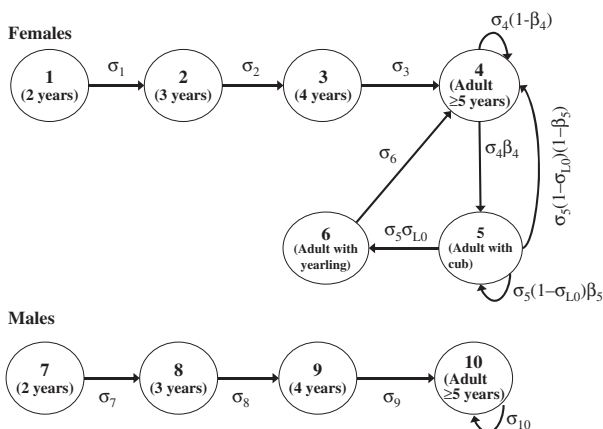 Females
σ4(1-β4)
1
(2 years)
σ1
2
(3 years)
σ2
3
(4 years)
σ3
4
(Adult
≥5 years)
σ6
σ4β4
σ5(1–σL0)(1–β5)
6
(Adult with
yearling)
σ5σL0
5
(Adult with
cub)
σ5(1–σL0)β5
Males
7
(2 years)
σ7
8
(3 years)
σ8
9
(4 years)
σ9
10
(Adult
≥5 years)
σ10